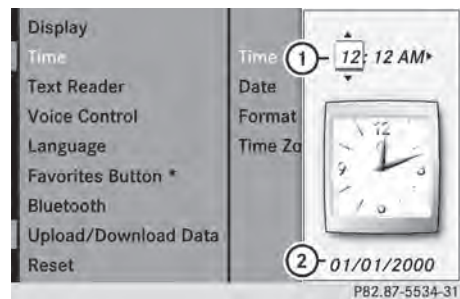 Display
Time
Text Reader
Voice Control
Language
Favorites Button *
Bluetooth
Upload/Download Data
Reset
Time
Date
Format
Time Zo
1
12 : 12 AM
12
9
2
01/01/2000
P82.87-5534-31